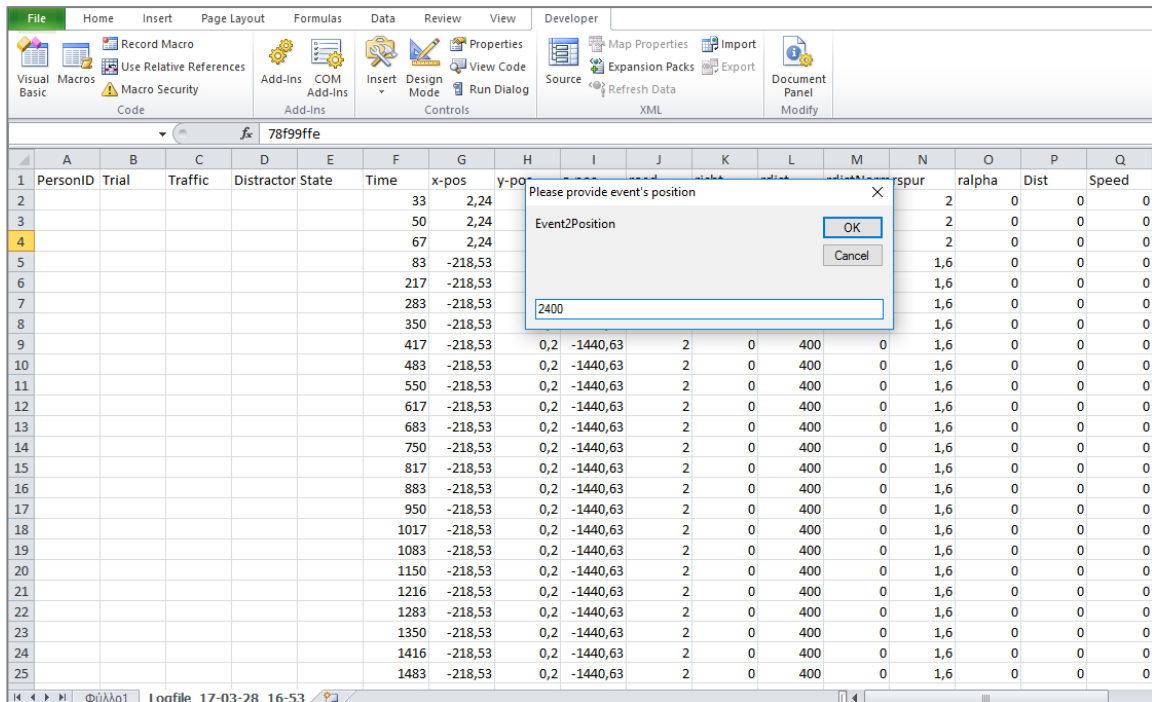 File Home Insert Page Layout Formulas Data Review View Developer
Visual Basic Macros Record Macro Use Relative References Macro Security Code
Add-Ins COM Add-Ins Add-Ins
Insert Design Mode Properties View Code Run Dialog Controls
Source Map Properties Expansion Packs Refresh Data Import Export XML
Document Panel Modify
fx 78f99ffe
A B C D E F G H I J K L M N O P Q
1 PersonID Trial Traffic Distractor State Time x-pos y-pos rspur ralpha Dist Speed
Please provide event's position
Event2Position
OK
Cancel
2400
2 33 2,24 2 0 0 0
3 50 2,24 2 0 0 0
4 67 2,24 2 0 0 0
5 83 -218,53 1,6 0 0 0
6 217 -218,53 1,6 0 0 0
7 283 -218,53 1,6 0 0 0
8 350 -218,53 1,6 0 0 0
9 417 -218,53 0,2 -1440,63 2 0 400 0 1,6 0 0 0
10 483 -218,53 0,2 -1440,63 2 0 400 0 1,6 0 0 0
11 550 -218,53 0,2 -1440,63 2 0 400 0 1,6 0 0 0
12 617 -218,53 0,2 -1440,63 2 0 400 0 1,6 0 0 0
13 683 -218,53 0,2 -1440,63 2 0 400 0 1,6 0 0 0
14 750 -218,53 0,2 -1440,63 2 0 400 0 1,6 0 0 0
15 817 -218,53 0,2 -1440,63 2 0 400 0 1,6 0 0 0
16 883 -218,53 0,2 -1440,63 2 0 400 0 1,6 0 0 0
17 950 -218,53 0,2 -1440,63 2 0 400 0 1,6 0 0 0
18 1017 -218,53 0,2 -1440,63 2 0 400 0 1,6 0 0 0
19 1083 -218,53 0,2 -1440,63 2 0 400 0 1,6 0 0 0
20 1150 -218,53 0,2 -1440,63 2 0 400 0 1,6 0 0 0
21 1216 -218,53 0,2 -1440,63 2 0 400 0 1,6 0 0 0
22 1283 -218,53 0,2 -1440,63 2 0 400 0 1,6 0 0 0
23 1350 -218,53 0,2 -1440,63 2 0 400 0 1,6 0 0 0
24 1416 -218,53 0,2 -1440,63 2 0 400 0 1,6 0 0 0
25 1483 -218,53 0,2 -1440,63 2 0 400 0 1,6 0 0 0
Φύλλο1 Logfile_17-03-28_16-53